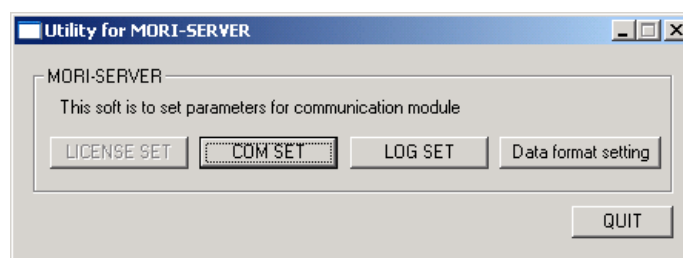 Utility for MORI-SERVER
MORI-SERVER
This soft is to set parameters for communication module
LICENSE SET COM SET LOG SET Data format setting
QUIT